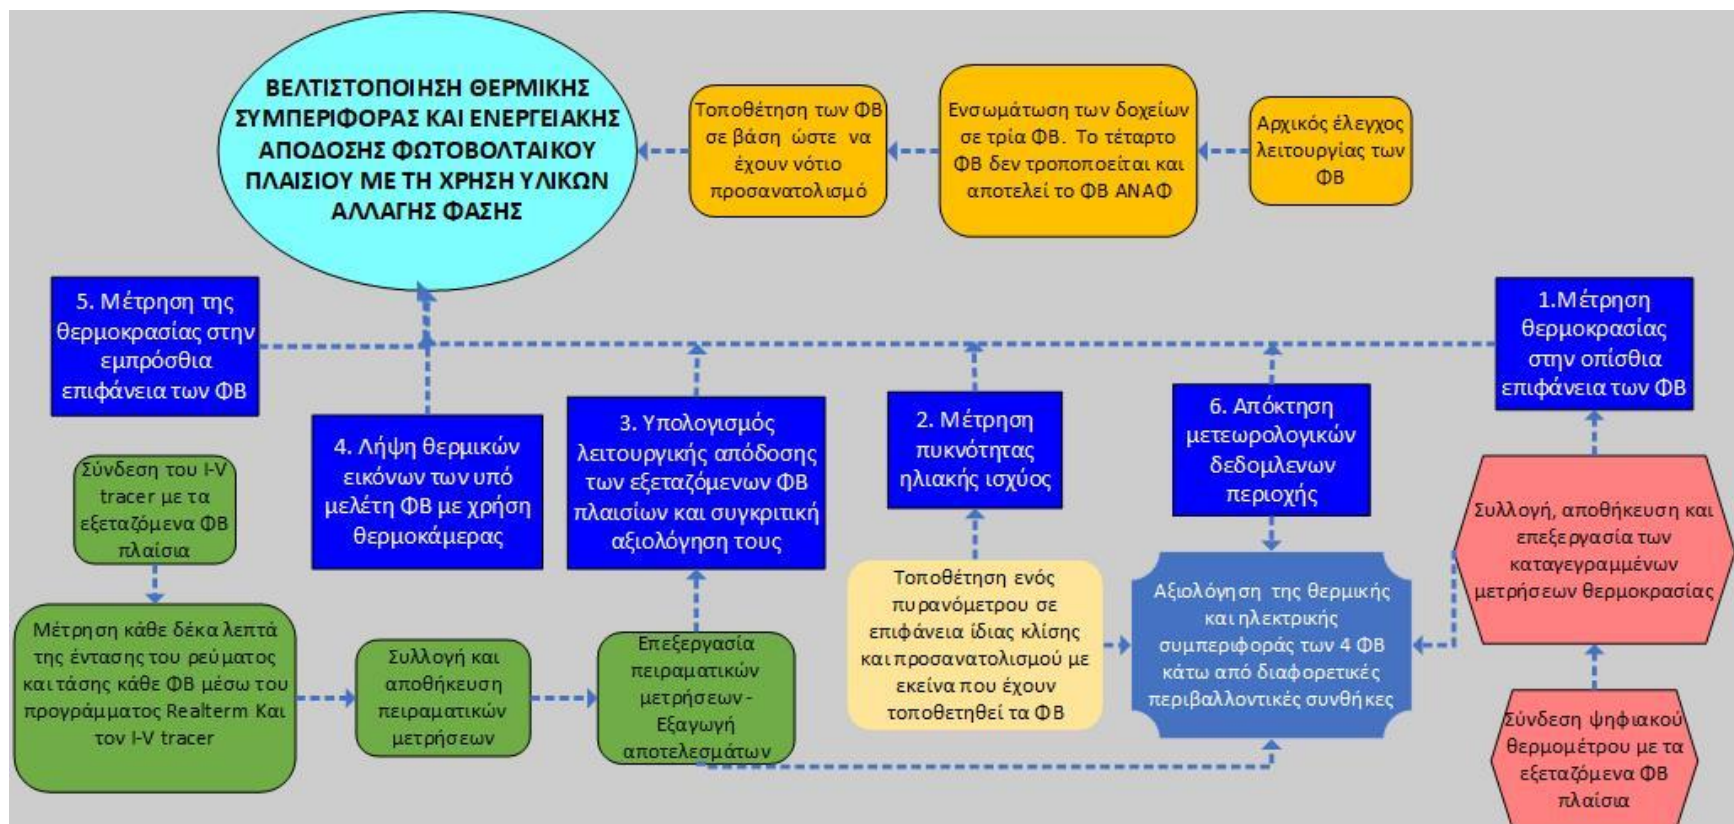 ΒΕΛΤΙΣΤΟΠΟΙΗΣΗ ΘΕΡΜΙΚΗΣ
ΣΥΜΠΕΡΙΦΟΡΑΣ ΚΑΙ ΕΝΕΡΓΕΙΑΚΗΣ
ΑΠΟΔΟΣΗΣ ΦΩΤΟΒΟΛΤΑΙΚΟΥ
ΠΛΑΙΣΙΟΥ ΜΕ ΤΗ ΧΡΗΣΗ ΥΛΙΚΩΝ
ΑΛΛΑΓΗΣ ΦΑΣΗΣ
Τοποθέτηση των ΦΒ
σε βάση ώστε να
έχουν νότιο
προσανατολισμό
Ενσωμάτωση των δοχείων
σε τρία ΦΒ. Το τέταρτο
ΦΒ δεν τροποποείται και
αποτελεί το ΦΒ ΑΝΑΦ
Αρχικός έλεγχος
λειτουργίας των
ΦΒ
5. Μέτρηση της
θερμοκρασίας στην
εμπρόσθια
επιφάνεια των ΦΒ
4. Λήψη θερμικών
εικόνων των υπό
μελέτη ΦΒ με χρήση
θερμοκάμερας
3. Υπολογισμός
λειτουργικής απόδοσης
των εξεταζόμενων ΦΒ
πλαισίων και συγκριτική
αξιολόγηση τους
2. Μέτρηση
πυκνότητας
ηλιακής ισχύος
6. Απόκτηση
μετεωρολογικών
δεδομλενων
περιοχής
1.Μέτρηση
θερμοκρασίας
στην οπίσθια
επιφάνεια των ΦΒ
Σύνδεση του I-V
tracer με τα
εξεταζόμενα ΦΒ
πλαίσια
Μέτρηση κάθε δέκα λεπτά
της έντασης του ρεύματος
και τάσης κάθε ΦΒ μέσω του
προγράμματος Realterm Και
τον I-V tracer
Συλλογή και
αποθήκευση
πειραματικών
μετρήσεων
Επεξεργασία
πειραματικών
μετρήσεων -
Εξαγωγή
αποτελεσμάτων
Τοποθέτηση ενός
πυρανόμετρου σε
επιφάνεια ίδιας κλίσης
και προσανατολισμού με
εκείνα που έχουν
τοποθετηθεί τα ΦΒ
Αξιολόγηση της θερμικής
και ηλεκτρικής
συμπεριφοράς των 4 ΦΒ
κάτω από διαφορετικές
περιβαλλοντικές συνθήκες
Συλλογή, αποθήκευση και
επεξεργασία των
καταγεγραμμένων
μετρήσεων θερμοκρασίας
Σύνδεση ψηφιακού
θερμομέτρου με τα
εξεταζόμενα ΦΒ
πλαίσια